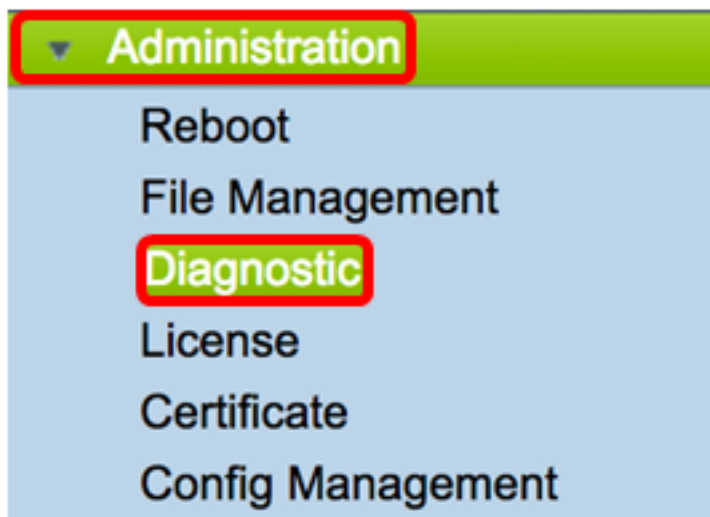 Administration
Reboot
File Management
Diagnostic
License
Certificate
Config Management